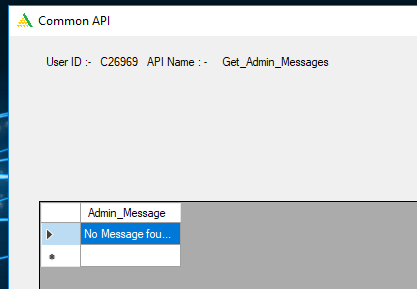 Common API
User ID :- C26969 API Name : - Get_Admin_Messages
Admin_Message
No Message fou...